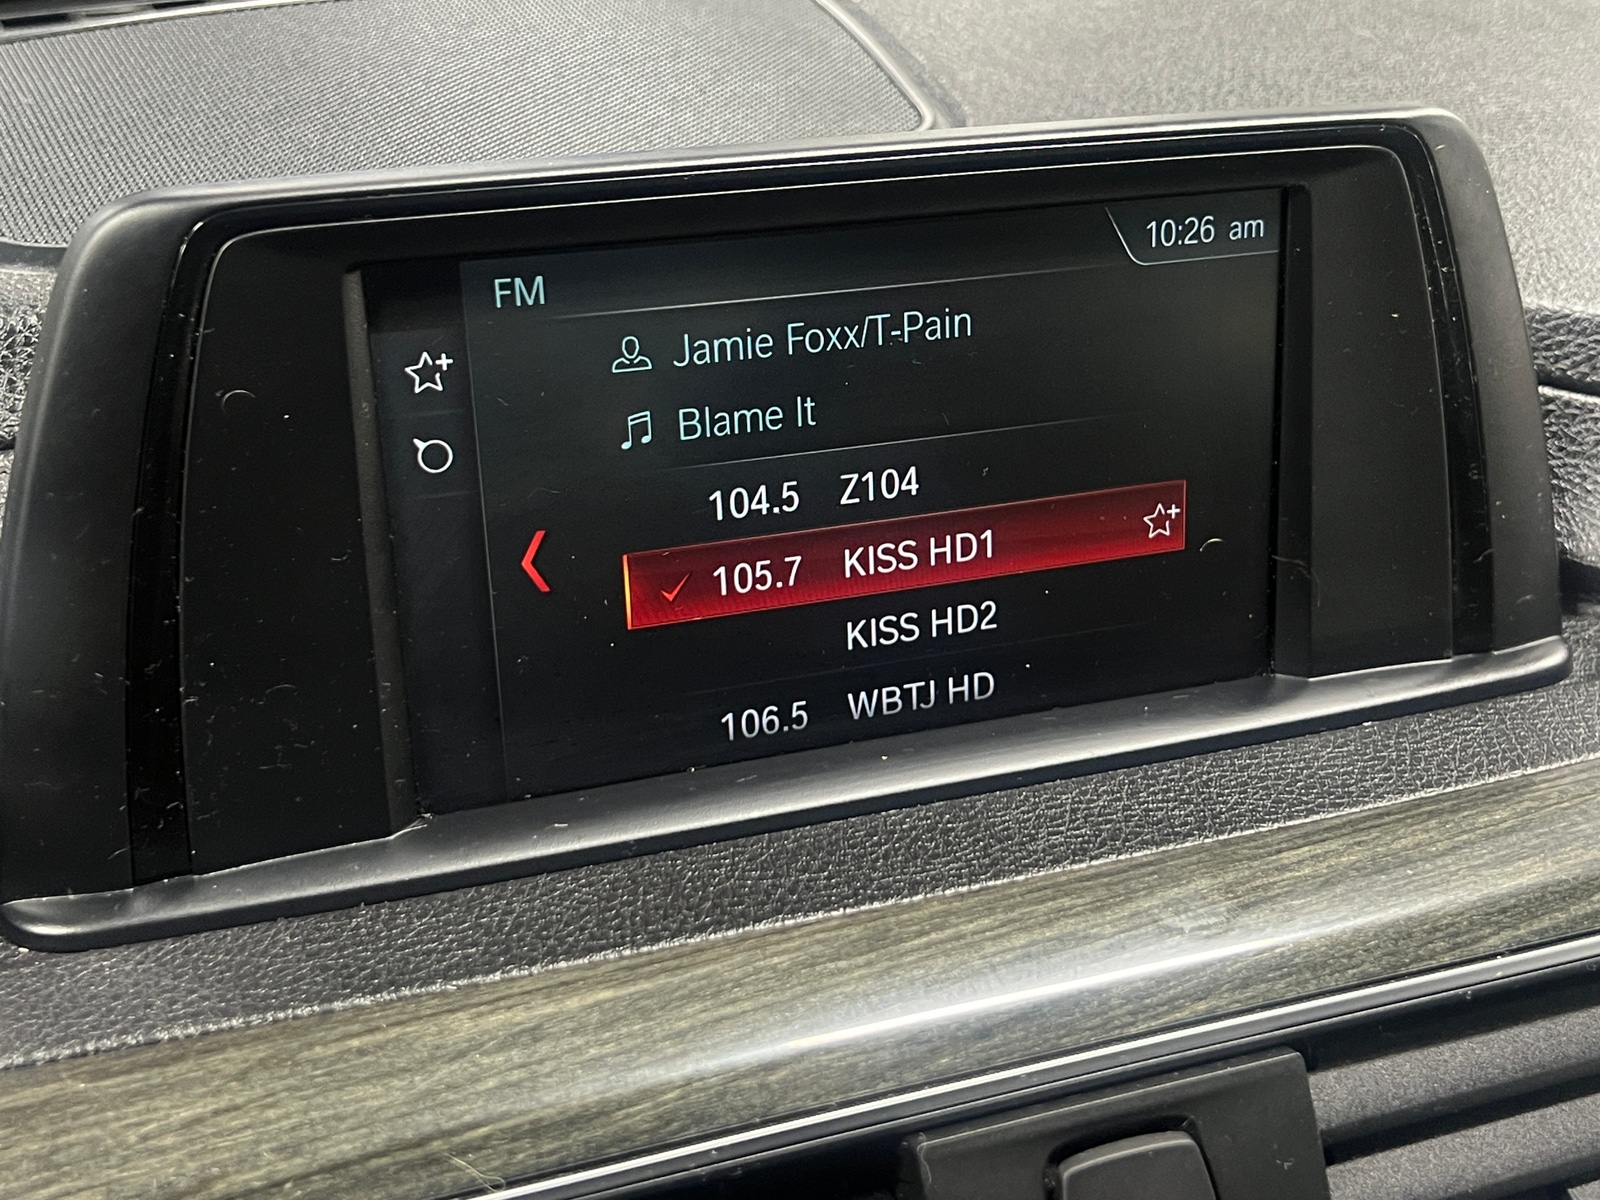 10:26 am
FM
Jamie Foxx/T-Pain
Blame It
104.5 Z104
105.7 KISS HD1
KISS HD2
106.5 WBTJ HD